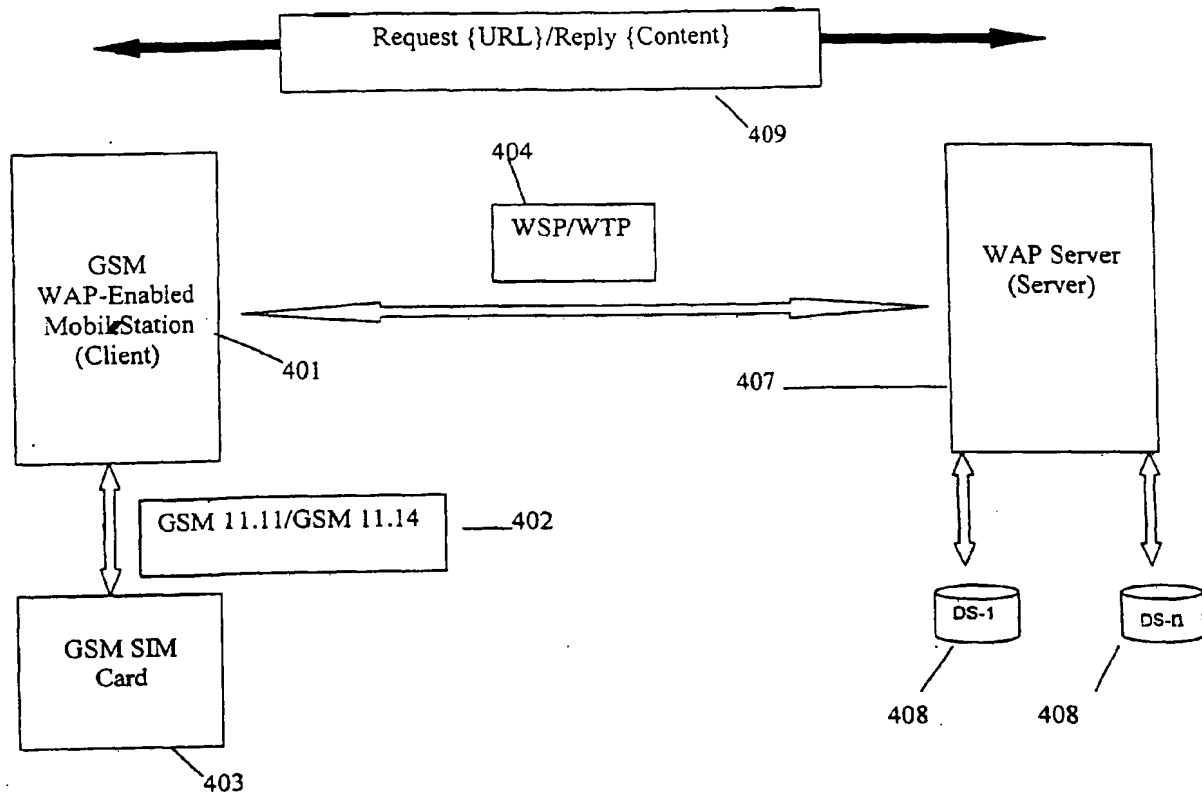 Request {URL}/Reply {Content}
409
404
WSP/WTP
GSM
WAP-Enabled
MobilStation
(Client)
401
WAP Server
(Server)
407
GSM 11.11/GSM 11.14
402
GSM SIM
Card
403
DS-1
DS-n
408
408